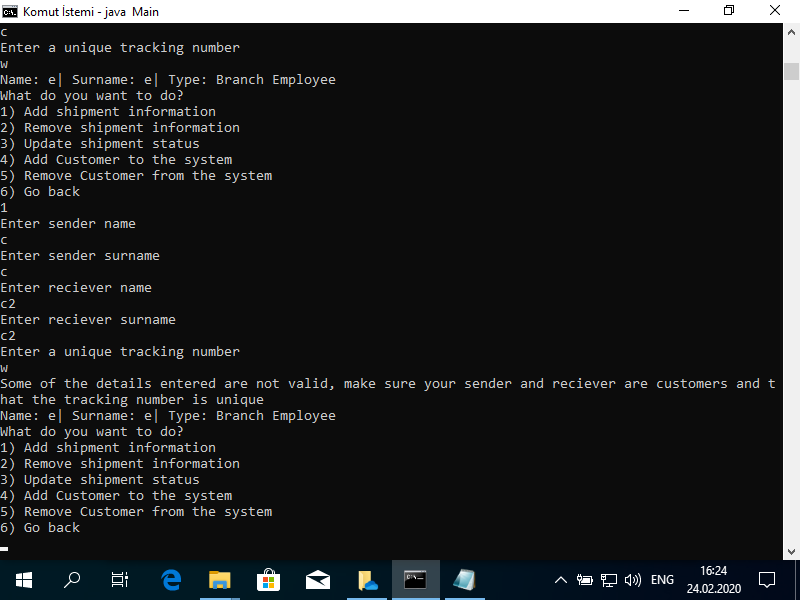 Komut İstemi - java Main
c
Enter a unique tracking number
w
Name: e| Surname: e| Type: Branch Employee
What do you want to do?
1) Add shipment information
2) Remove shipment information
3) Update shipment status
4) Add Customer to the system
5) Remove Customer from the system
6) Go back
1
Enter sender name
c
Enter sender surname
c
Enter reciever name
c2
Enter reciever surname
c2
Enter a unique tracking number
w
Some of the details entered are not valid, make sure your sender and reciever are customers and t
hat the tracking number is unique
Name: e| Surname: e| Type: Branch Employee
What do you want to do?
1) Add shipment information
2) Remove shipment information
3) Update shipment status
4) Add Customer to the system
5) Remove Customer from the system
6) Go back
ENG
16:24
24.02.2020